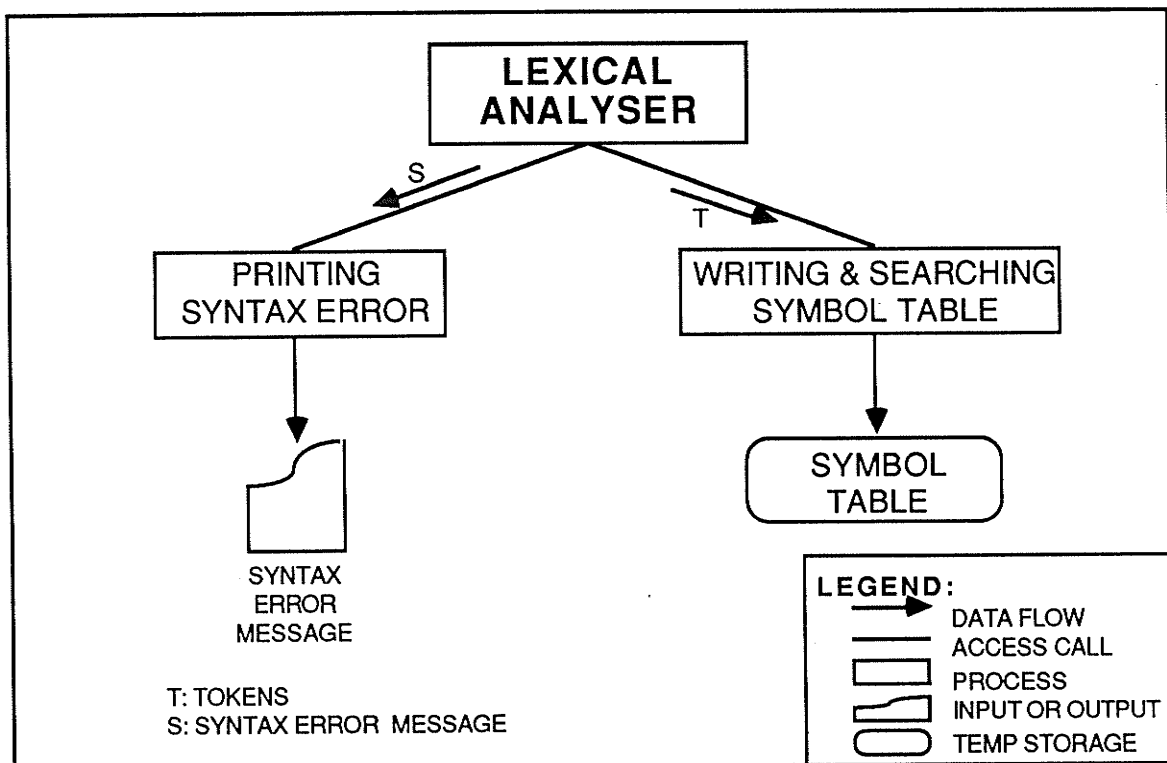 LEXICAL
ANALYSER
S
T
PRINTING
SYNTAX ERROR
WRITING & SEARCHING
SYMBOL TABLE
SYMBOL
TABLE
SYNTAX
ERROR
MESSAGE
T: TOKENS
S: SYNTAX ERROR MESSAGE
LEGEND:
DATA FLOW
ACCESS CALL
PROCESS
INPUT OR OUTPUT
TEMP STORAGE